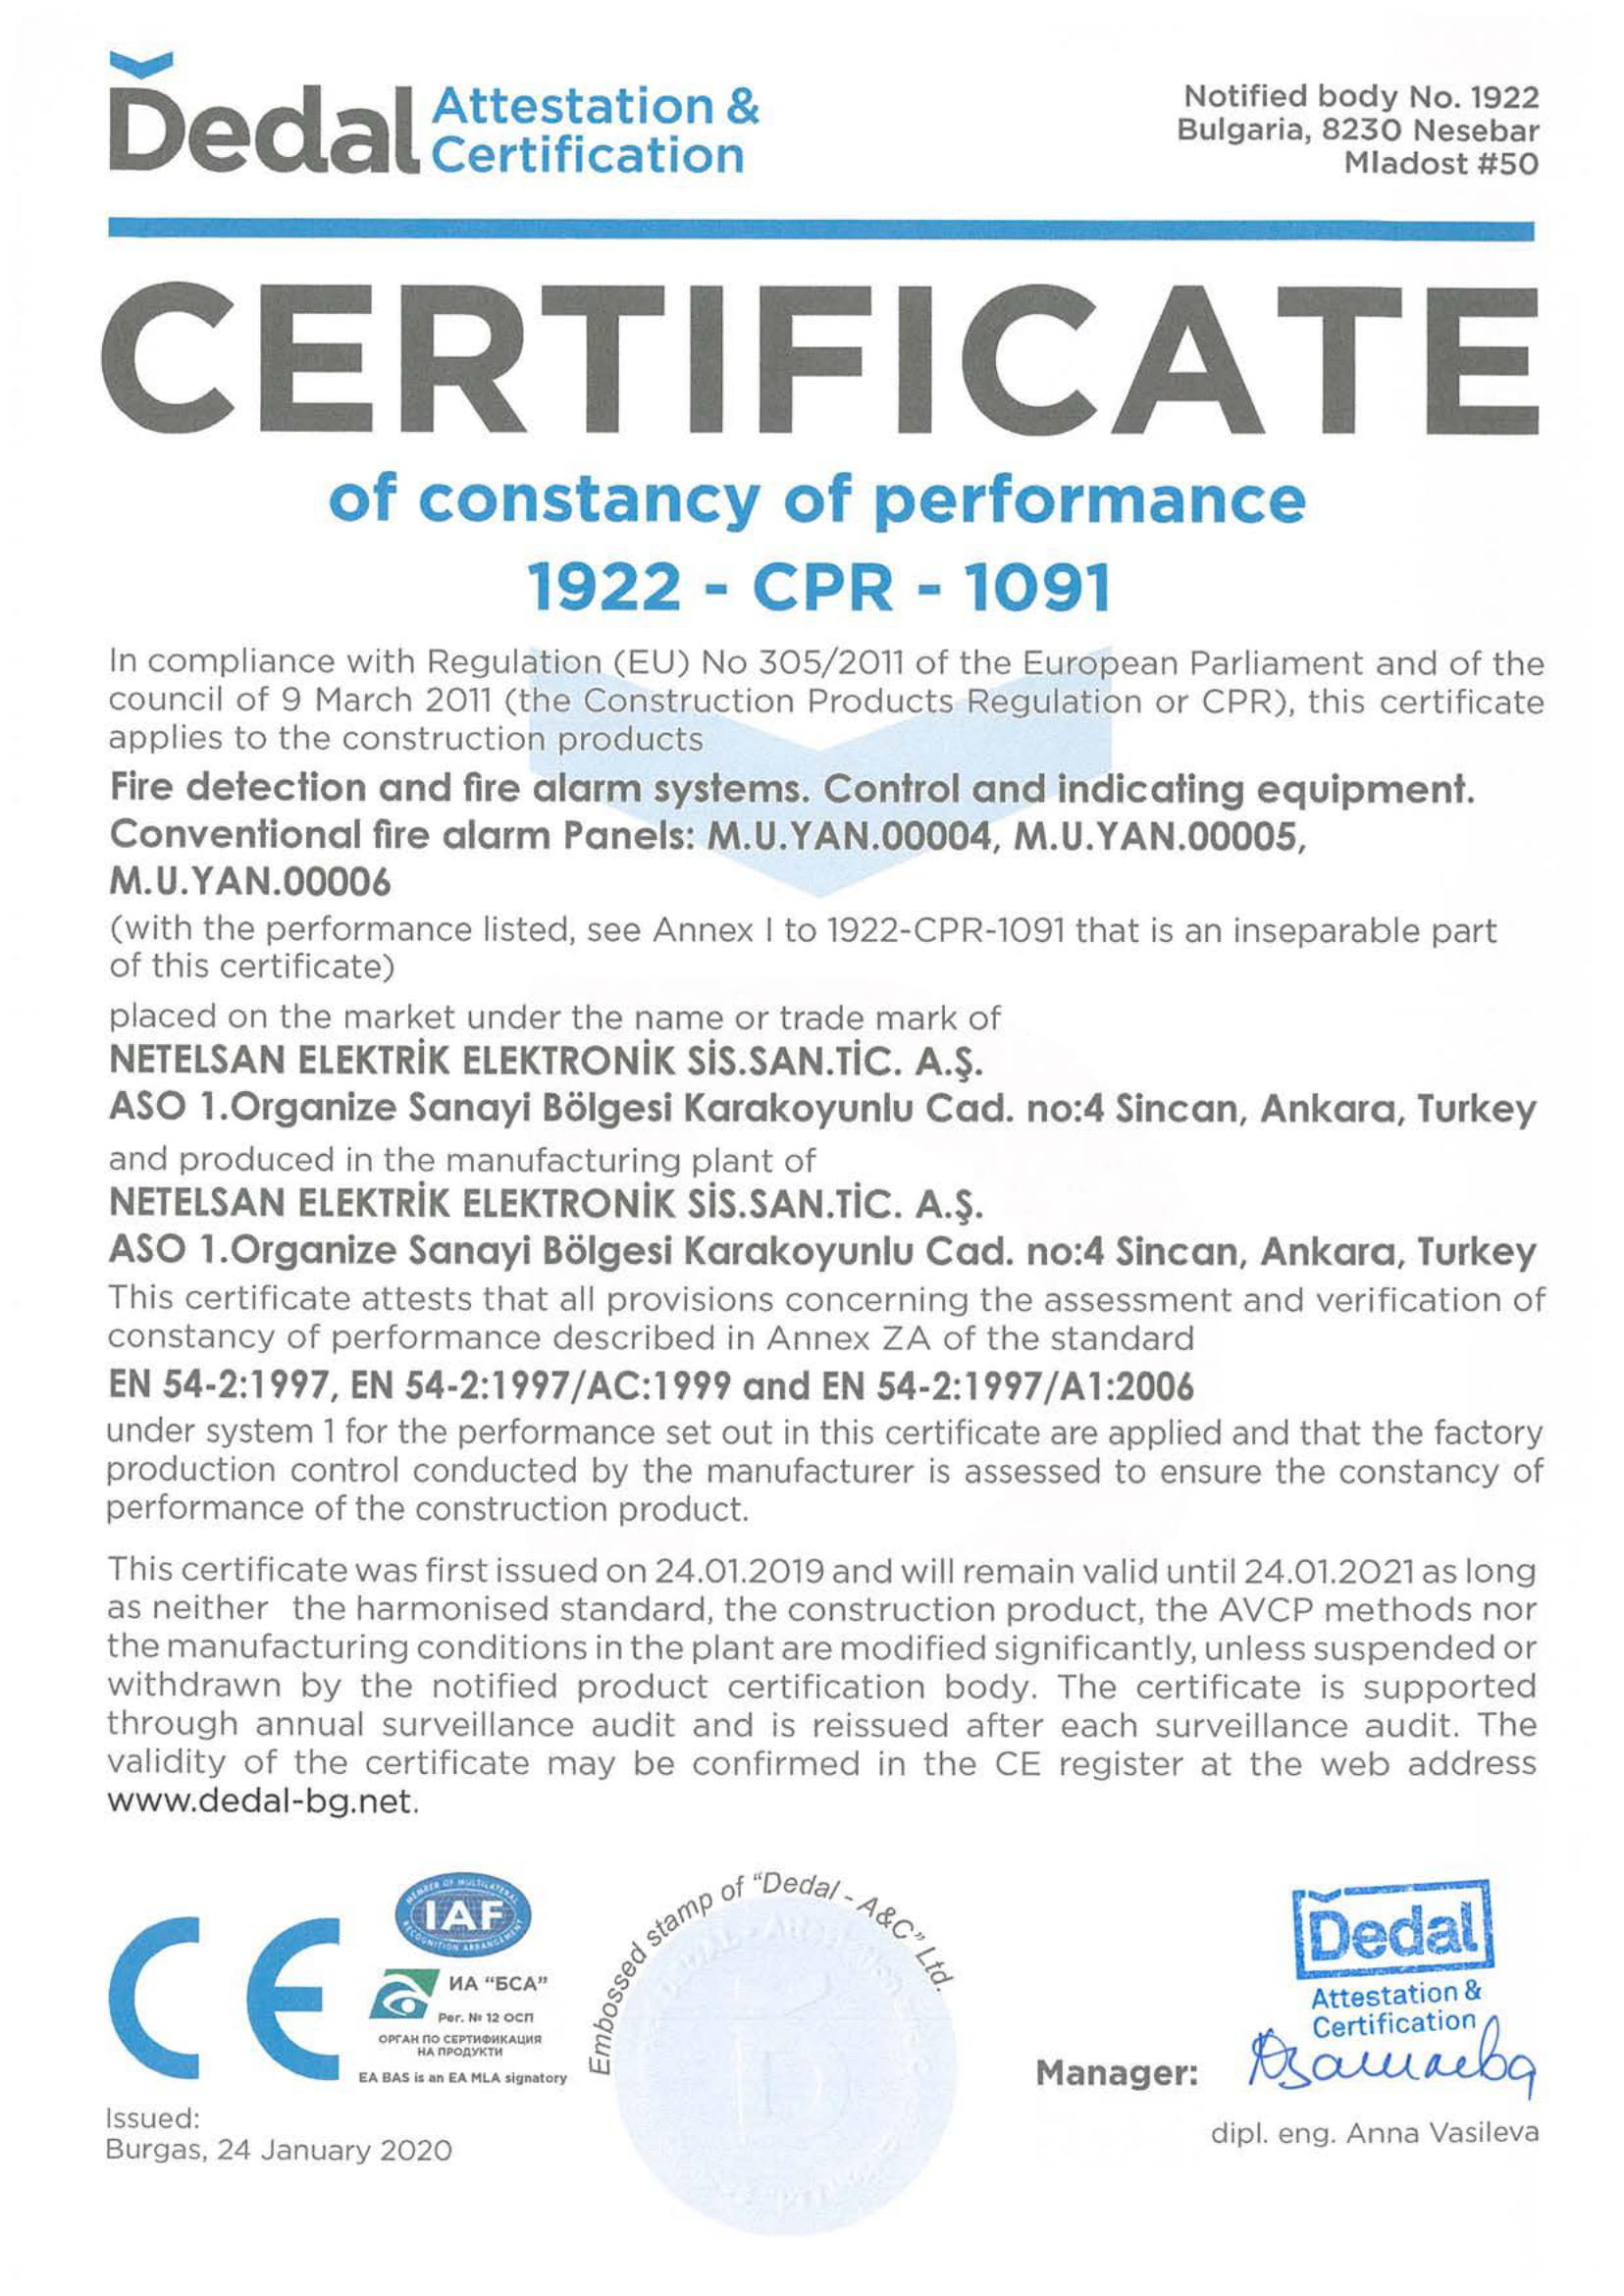 Dedal Attestation &
Certification
Notified body No. 1922
Bulgaria, 8230 Nesebar
Mladost #50
CERTIFICATE
of constancy of performance
1922 - CPR - 1091
In compliance with Regulation (EU) No 305/2011 of the European Parliament and of the
council of 9 March 2011 (the Construction Products Regulation or CPR), this certificate
applies to the construction products
Fire detection and fire alarm systems. Control and indicating equipment.
Conventional fire alarm Panels: M.U.YAN.00004, M.U.YAN.00005,
M.U.YAN.00006
(with the performance listed, see Annex I to 1922-CPR-1091 that is an inseparable part
of this certificate)
placed on the market under the name or trade mark of
NETELSAN ELEKTRİK ELEKTRONİK SİS.SAN.TİC. A.Ş.
ASO 1.Organize Sanayi Bölgesi Karakoyunlu Cad. no:4 Sincan, Ankara, Turkey
and produced in the manufacturing plant of
NETELSAN ELEKTRİK ELEKTRONİK SİS.SAN.TİC. A.Ş.
ASO 1.Organize Sanayi Bölgesi Karakoyunlu Cad. no:4 Sincan, Ankara, Turkey
This certificate attests that all provisions concerning the assessment and verification of
constancy of performance described in Annex ZA of the standard
EN 54-2:1997, EN 54-2:1997/AC:1999 and EN 54-2:1997/A1:2006
under system 1 for the performance set out in this certificate are applied and that the factory
production control conducted by the manufacturer is assessed to ensure the constancy of
performance of the construction product.
This certificate was first issued on 24.01.2019 and will remain valid until 24.01.2021 as long
as neither the harmonised standard, the construction product, the AVCP methods nor
the manufacturing conditions in the plant are modified significantly, unless suspended or
withdrawn by the notified product certification body. The certificate is supported
through annual surveillance audit and is reissued after each surveillance audit. The
validity of the certificate may be confirmed in the CE register at the web address
www.dedal-bg.net.
CE
MEMBER OF MULTILATERAL
IAF
RECOGNITION ARRANGEMENT
ИА "БСА"
Рег. № 12 ОСП
ОРГАН ПО СЕРТИФИКАЦИЯ
НА ПРОДУКТИ
EA BAS is an EA MLA signatory
Embossed stamp of "Dedal - A&C" Ltd.
Dedal
Attestation &
Certification
Manager:
dipl. eng. Anna Vasileva
Issued:
Burgas, 24 January 2020